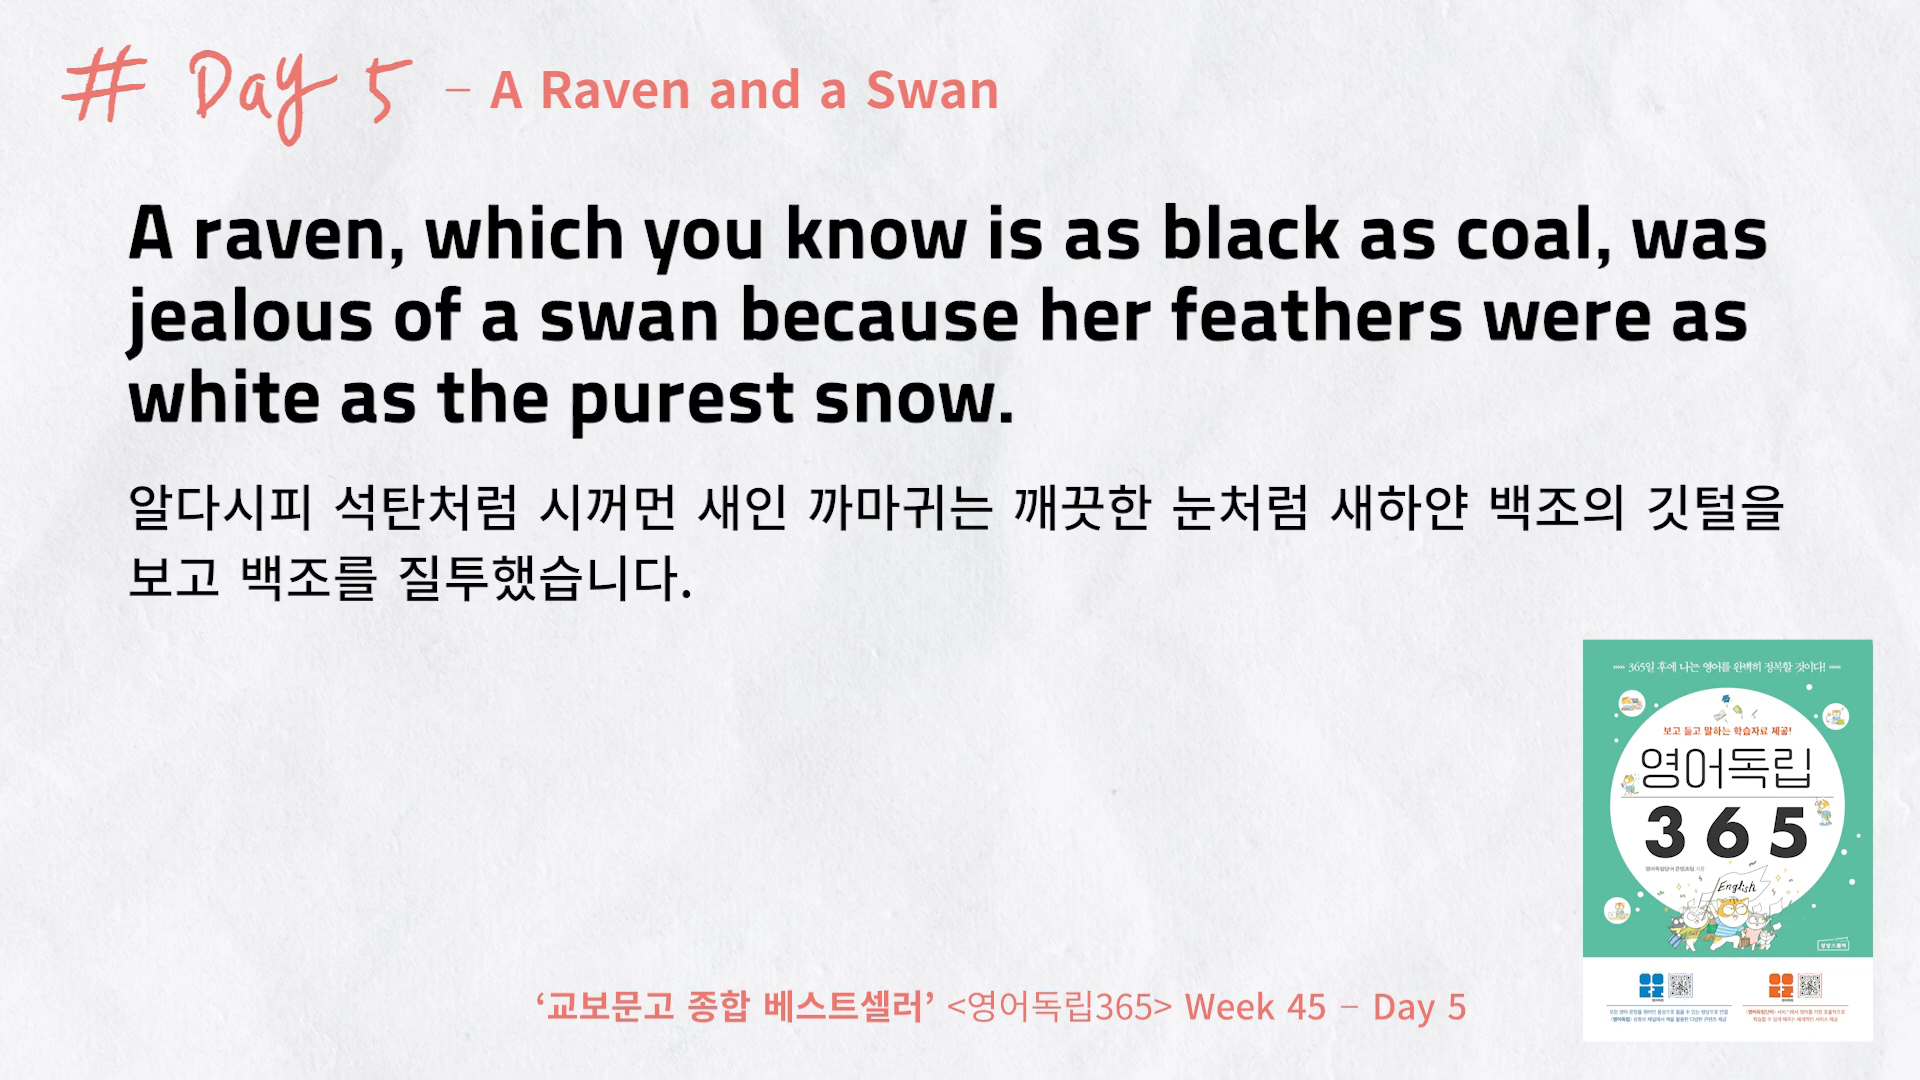 # Day 5 – A Raven and a Swan
A raven, which you know is as black as coal, was
jealous of a swan because her feathers were as
white as the purest snow.
알다시피 석탄처럼 시꺼먼 새인 까마귀는 깨끗한 눈처럼 새하얀 백조의 깃털을
보고 백조를 질투했습니다.
365일 후에 나는 영어를 완벽히 정복할 것이다!
보고 듣고 말하는 학습자료 제공!
영어독립
365
English
‘교보문고 종합 베스트셀러’ <영어독립365> Week 45 – Day 5